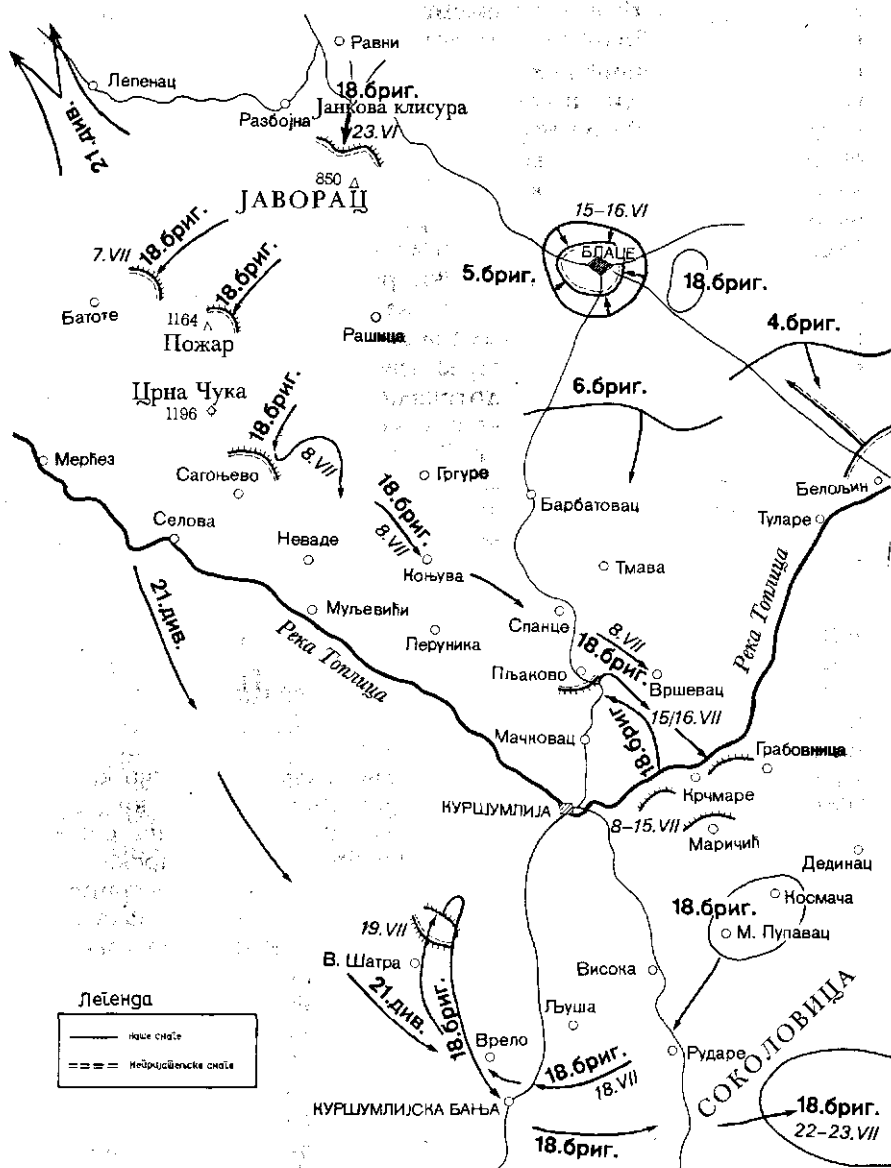 Равни
Лепенац
18.бриг.
Јанкова клисура
Разбојна
23.VI
21.див.
850
ЈАВОРАЦ
15–16.VI
БЛАЦЕ
18.бриг.
7.VII
5.бриг.
18.бриг.
18.бриг.
Батоте
1164
Пожар
Рашица
4.бриг.
Црна Чука
1196
18.бриг.
6.бриг.
Мерћез
8.VII
Гргуре
Сагоњево
18.бриг.
8.VII
Барбатовац
Белољин
Туларе
Селова
Неваде
Коњува
Тмава
21.див.
Муљевићи
Спанце
Река Топлица
Перуника
8.VII
18.бриг.
Река Топлица
Пљаково
Вршевац
15/16.VII
18.бриг.
Мачковац
Грабовница
Крчмаре
КУРШУМЛИЈА
8–15.VII
Маричић
Дединац
18.бриг.
Космача
М. Пупавац
19.VII
В. Шатра
Висока
21.див.
18.бриг.
Љуша
Врело
Рударе
СОКОЛОВИЦА
18.бриг.
18.VII
КУРШУМЛИЈСКА БАЊА
18.бриг.
18.бриг.
22–23.VII
Легенда
наше снаге
Непријатељске снаге